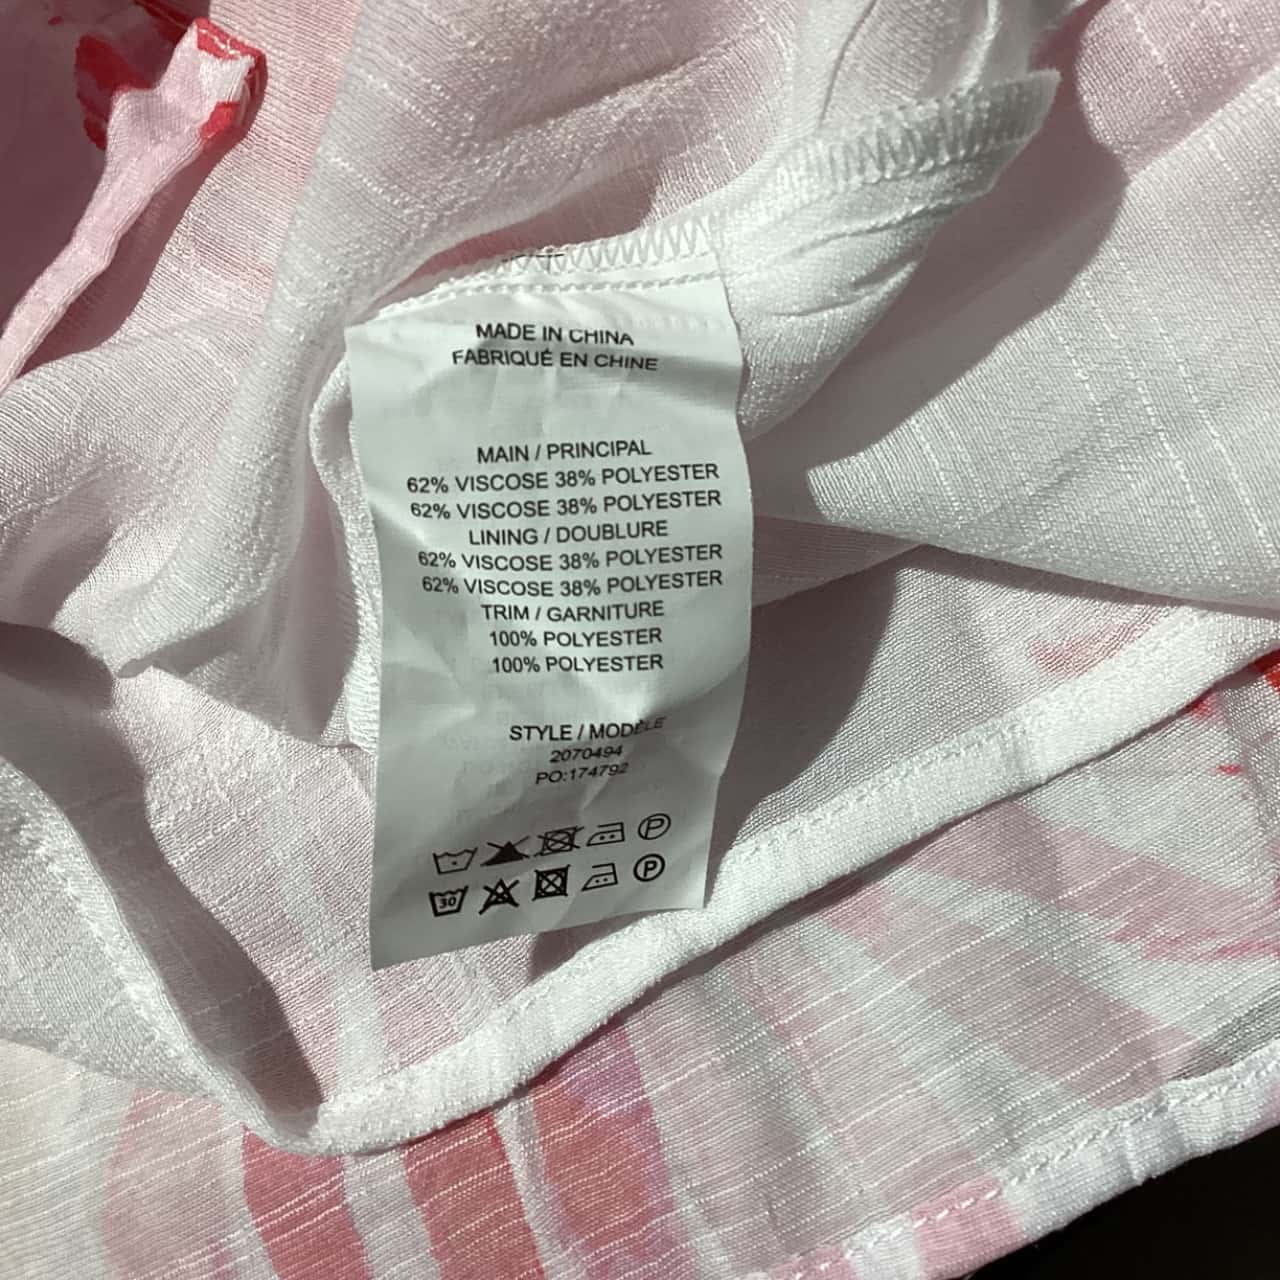 MADE IN CHINA
FABRIQUÉ EN CHINE
MAIN / PRINCIPAL
62% VISCOSE 38% POLYESTER
62% VISCOSE 38% POLYESTER
LINING / DOUBLURE
62% VISCOSE 38% POLYESTER
62% VISCOSE 38% POLYESTER
TRIM / GARNITURE
100% POLYESTER
100% POLYESTER
STYLE / MODÈLE
2070494
PO:174792
P
30 P